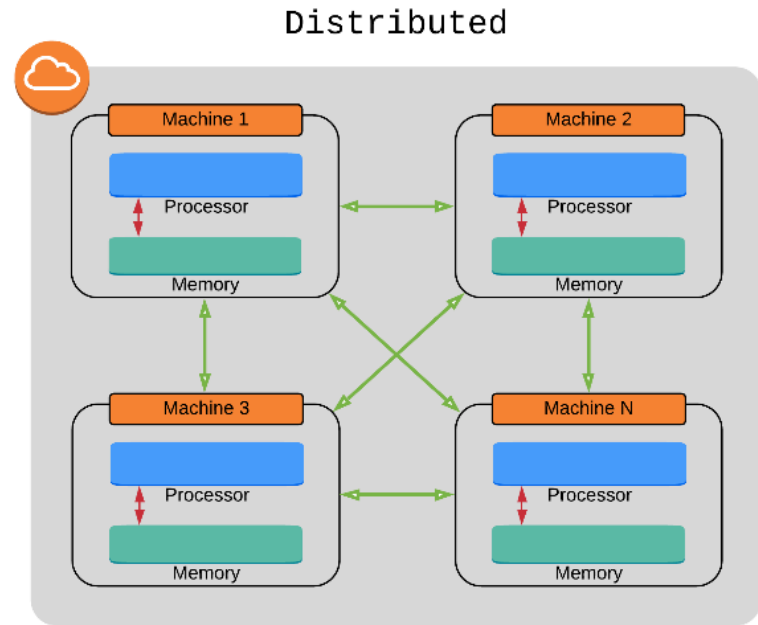 Distributed
Machine 1
Processor
Memory
Machine 2
Processor
Memory
Machine 3
Processor
Memory
Machine N
Processor
Memory